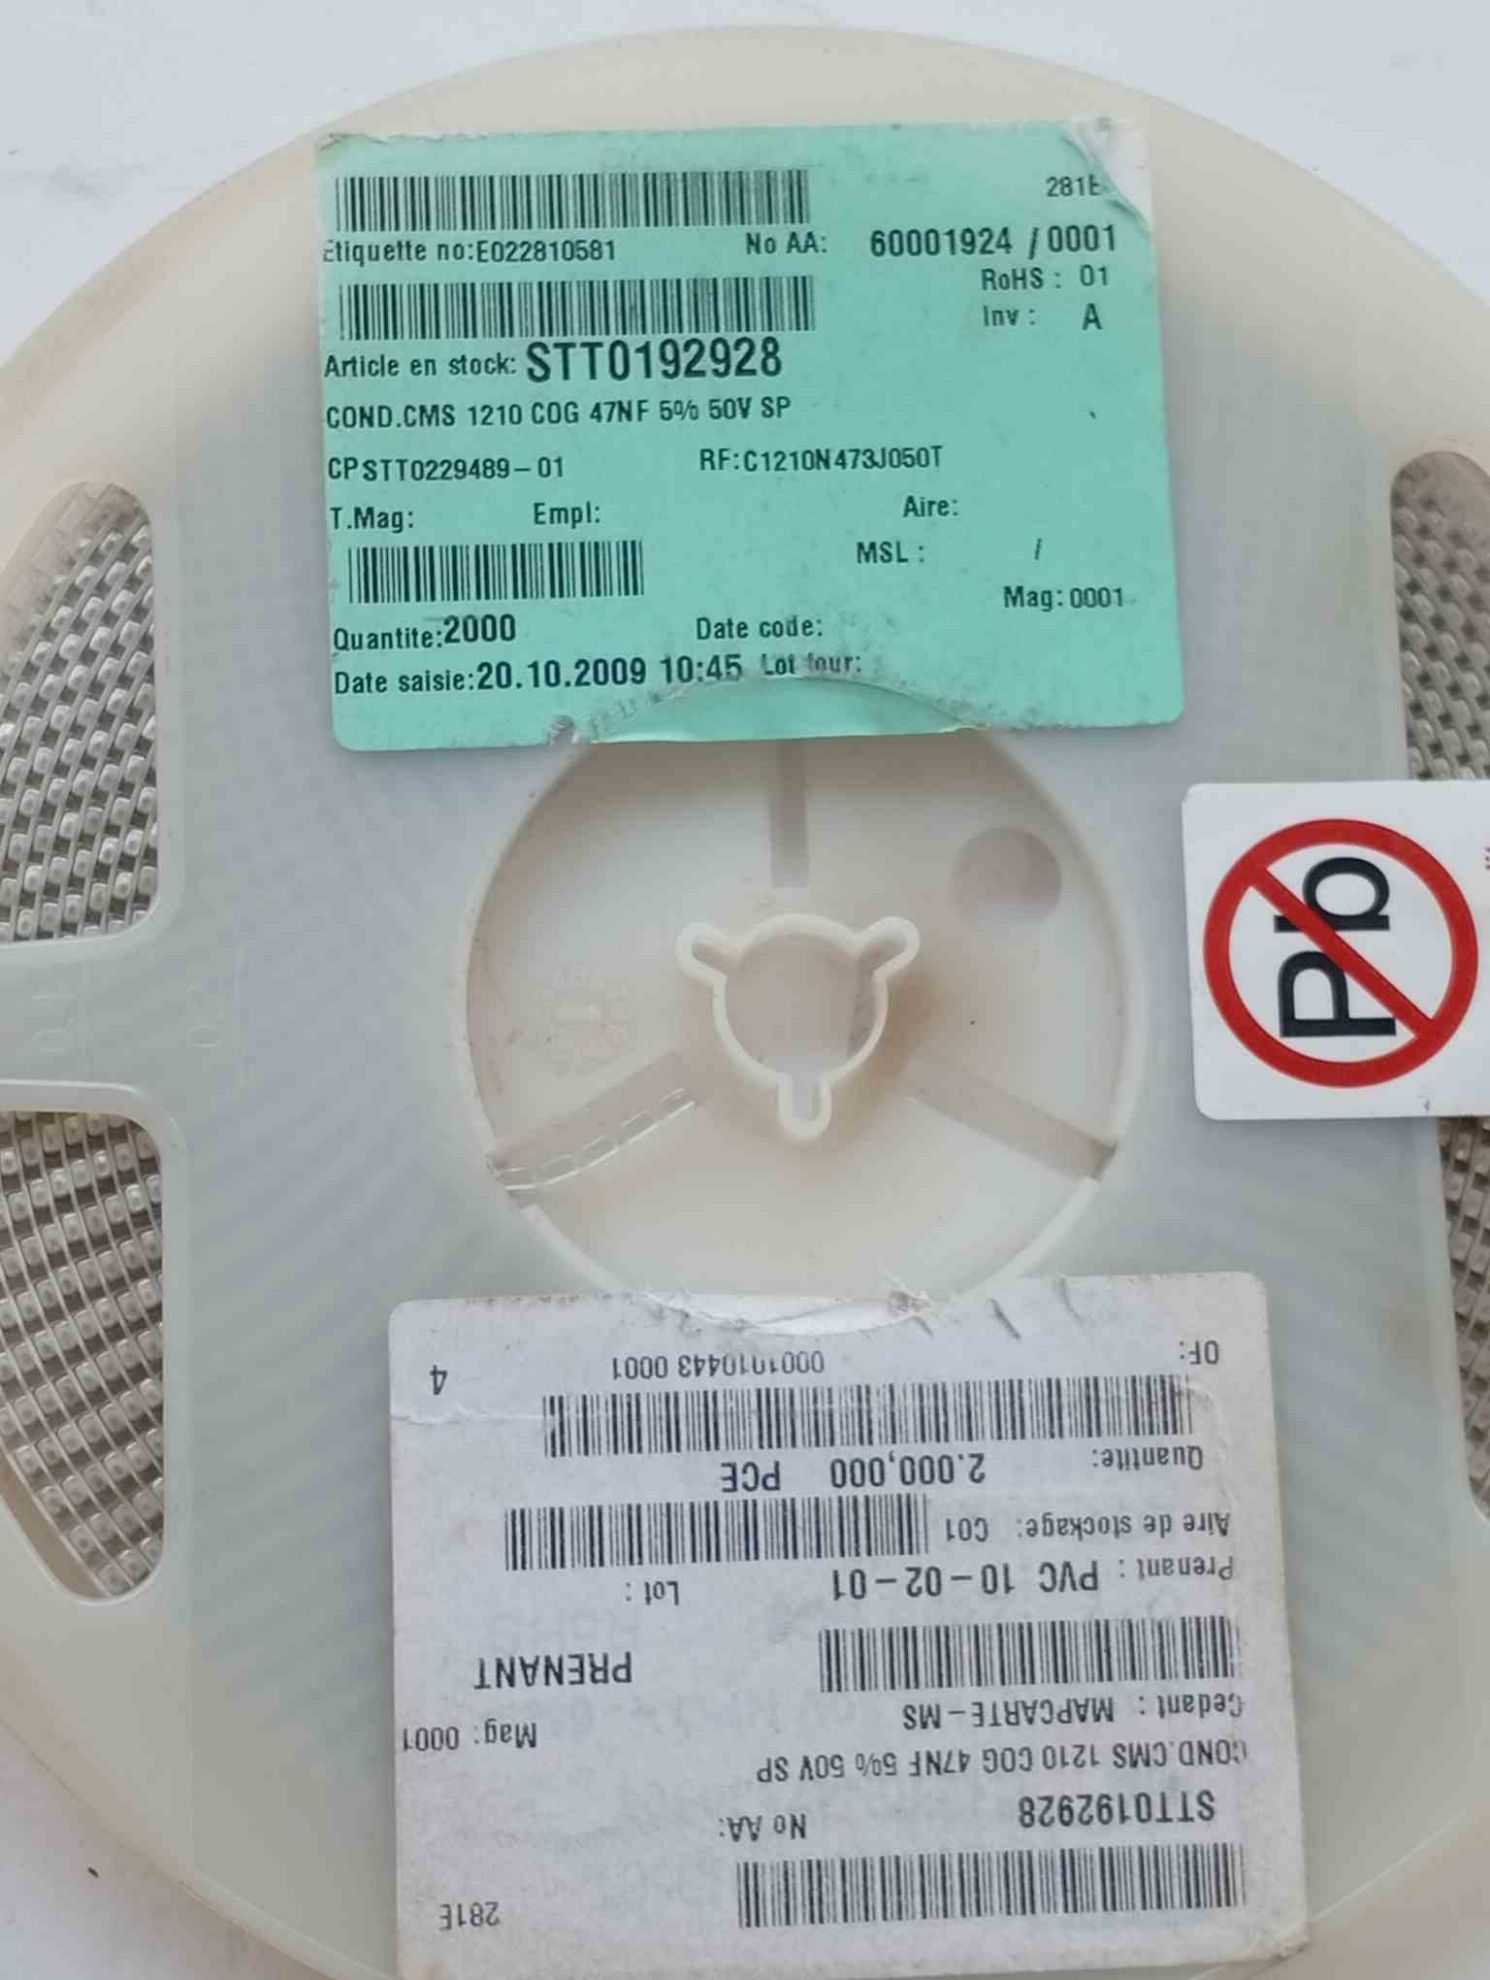 281E
Etiquette no:E022810581 No AA: 60001924 /0001
RoHS : 01
Inv : A
Article en stock: STT0192928
COND.CMS 1210 COG 47NF 5% 50V SP
CPSTT0229489-01 RF:C1210N473J050T
T.Mag: Empl: Aire:
MSL : /
Mag: 0001
Quantite:2000 Date code:
Date saisie:20.10.2009 10:45 Lot four:
Pb
281E
STT0192928 No AA:
COND.CMS 1210 COG 47NF 5% 50V SP
Cedant : MAPCARTE-MS Mag: 0001
PRENANT
Prenant : PVC 10-02-01 Lot :
Aire de stockage: C01
Quantite: 2.000,000 PCE
OF: 000101010443 0001 4